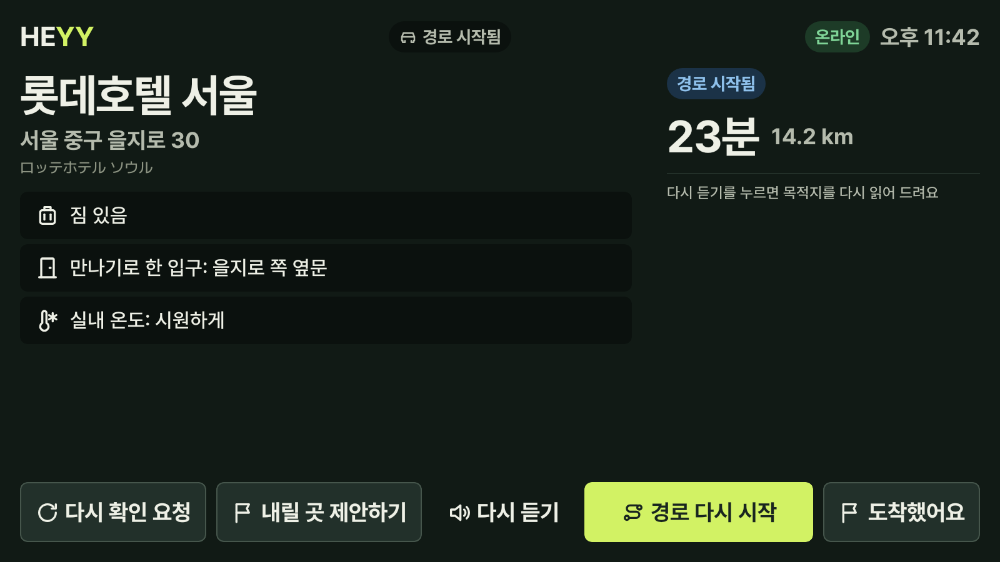 HEYY
경로 시작됨
온라인
오후 11:42
롯데호텔 서울
서울 중구 을지로 30
ロッテホテル ソウル
짐 있음
만나기로 한 입구: 을지로 쪽 옆문
실내 온도: 시원하게
경로 시작됨
23분 14.2 km
다시 듣기를 누르면 목적지를 다시 읽어 드려요
다시 확인 요청
내릴 곳 제안하기
다시 듣기
경로 다시 시작
도착했어요